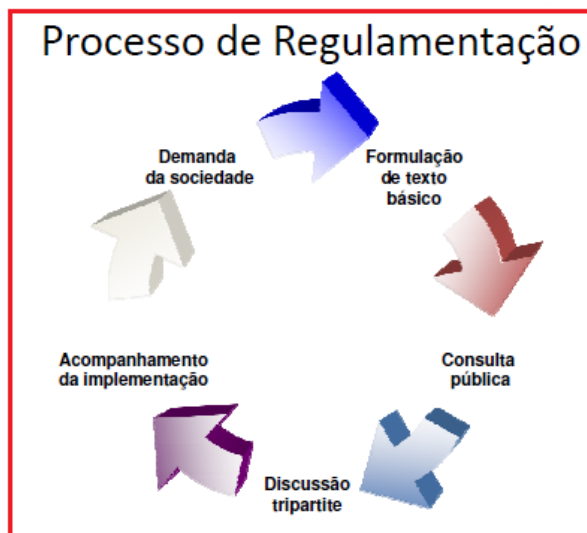 Processo de Regulamentação
Demanda
da sociedade
Formulação
de texto
básico
Consulta
pública
Discussão
tripartite
Acompanhamento
da implementação